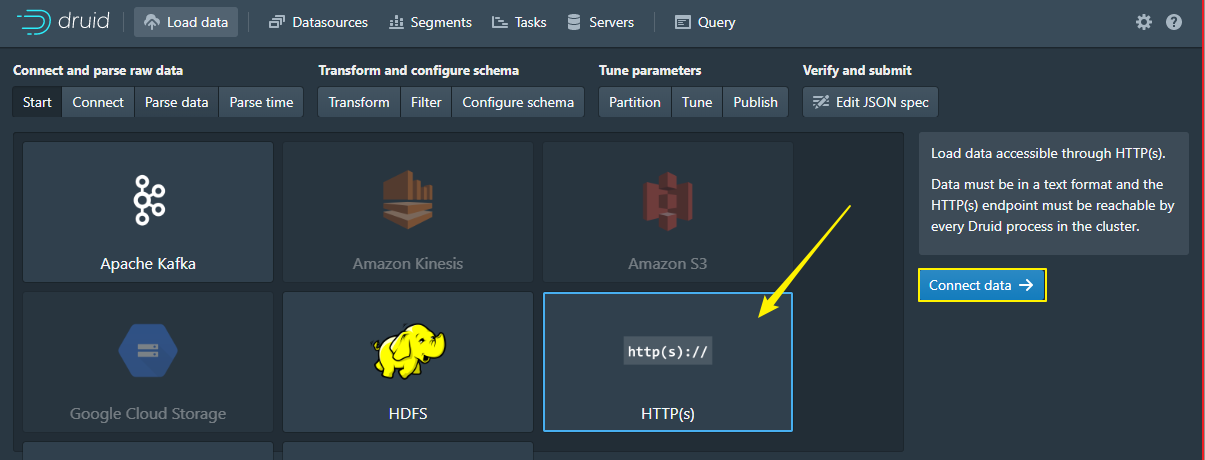 druid
Load data
Datasources
Segments
Tasks
Servers
Query
Connect and parse raw data
Start
Connect
Parse data
Parse time
Transform and configure schema
Transform
Filter
Configure schema
Tune parameters
Partition
Tune
Publish
Verify and submit
Edit JSON spec
Apache Kafka
Amazon Kinesis
Amazon S3
Google Cloud Storage
HDFS
http(s)://
HTTP(s)
Load data accessible through HTTP(s).
Data must be in a text format and the
HTTP(s) endpoint must be reachable by
every Druid process in the cluster.
Connect data